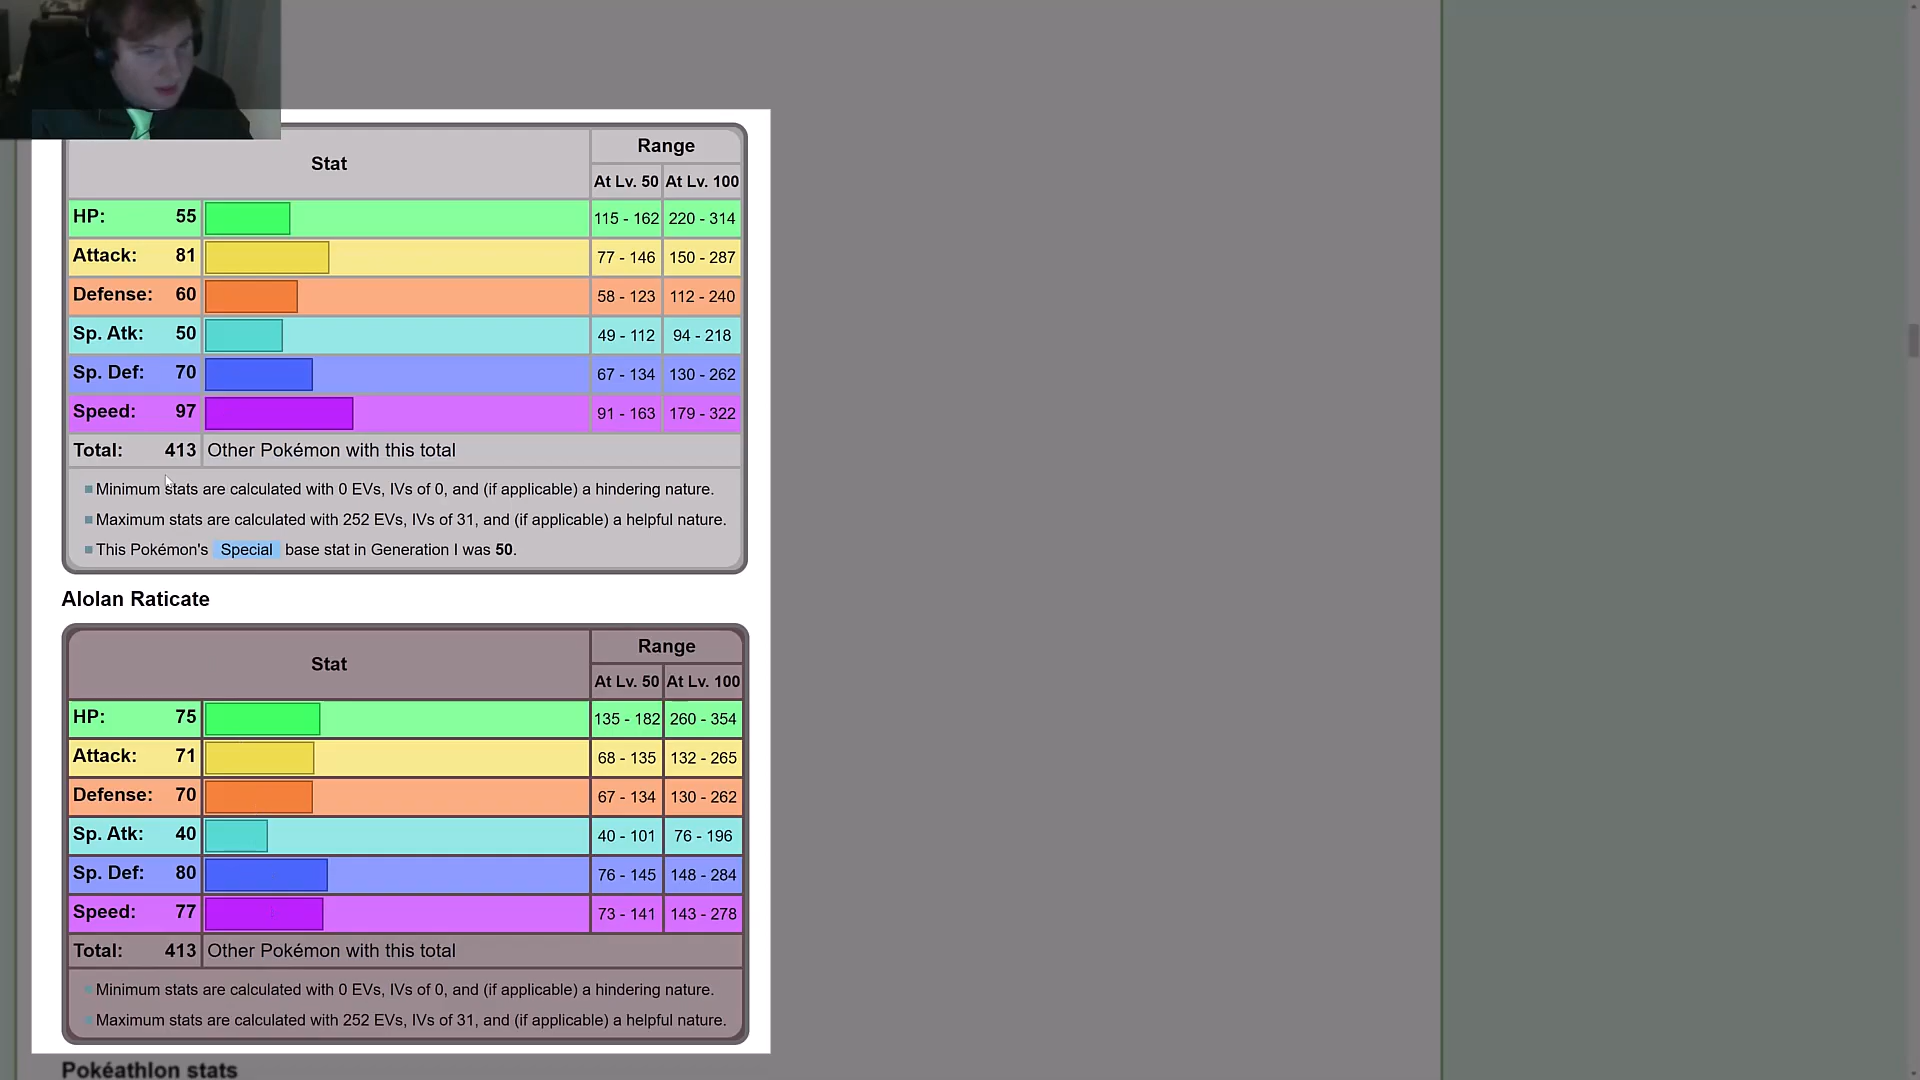 Stat Range
At Lv. 50 At Lv. 100
HP: 55 115 - 162 220 - 314
Attack: 81 77 - 146 150 - 287
Defense: 60 58 - 123 112 - 240
Sp. Atk: 50 49 - 112 94 - 218
Sp. Def: 70 67 - 134 130 - 262
Speed: 97 91 - 163 179 - 322
Total: 413 Other Pokémon with this total
Minimum stats are calculated with 0 EVs, IVs of 0, and (if applicable) a hindering nature.
Maximum stats are calculated with 252 EVs, IVs of 31, and (if applicable) a helpful nature.
This Pokémon's Special base stat in Generation I was 50.
Alolan Raticate
Stat Range
At Lv. 50 At Lv. 100
HP: 75 135 - 182 260 - 354
Attack: 71 68 - 135 132 - 265
Defense: 70 67 - 134 130 - 262
Sp. Atk: 40 40 - 101 76 - 196
Sp. Def: 80 76 - 145 148 - 284
Speed: 77 73 - 141 143 - 278
Total: 413 Other Pokémon with this total
Minimum stats are calculated with 0 EVs, IVs of 0, and (if applicable) a hindering nature.
Maximum stats are calculated with 252 EVs, IVs of 31, and (if applicable) a helpful nature.
Pokéathlon stats